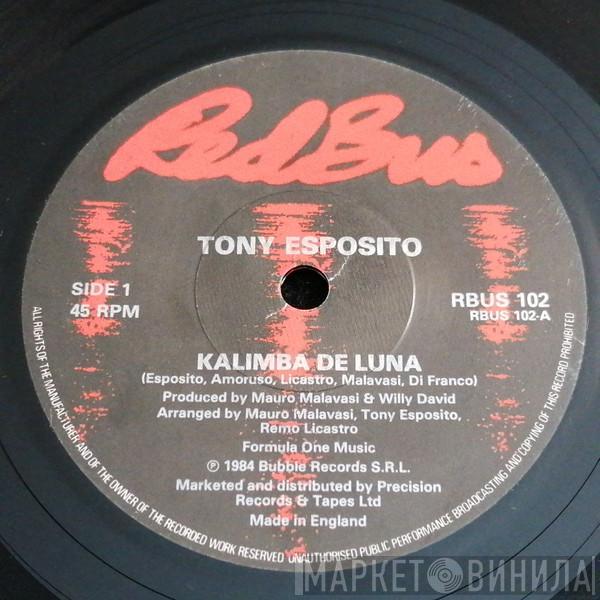 Red Bus
TONY ESPOSITO
SIDE 1
45 RPM
RBUS 102
RBUS 102-A
KALIMBA DE LUNA
(Esposito, Amoruso, Licastro, Malavasi, Di Franco)
Produced by Mauro Malavasi & Willy David
Arranged by Mauro Malavasi, Tony Esposito,
Remo Licastro
Formula One Music
℗ 1984 Bubble Records S.R.L.
Marketed and distributed by Precision
Records & Tapes Ltd
Made in England
ALL RIGHTS OF THE MANUFACTURER AND OF THE OWNER OF THE RECORDED WORK RESERVED UNAUTHORISED PUBLIC PERFORMANCE BROADCASTING AND COPYING OF THIS RECORD PROHIBITED
МАРКЕТ ВИНИЛА